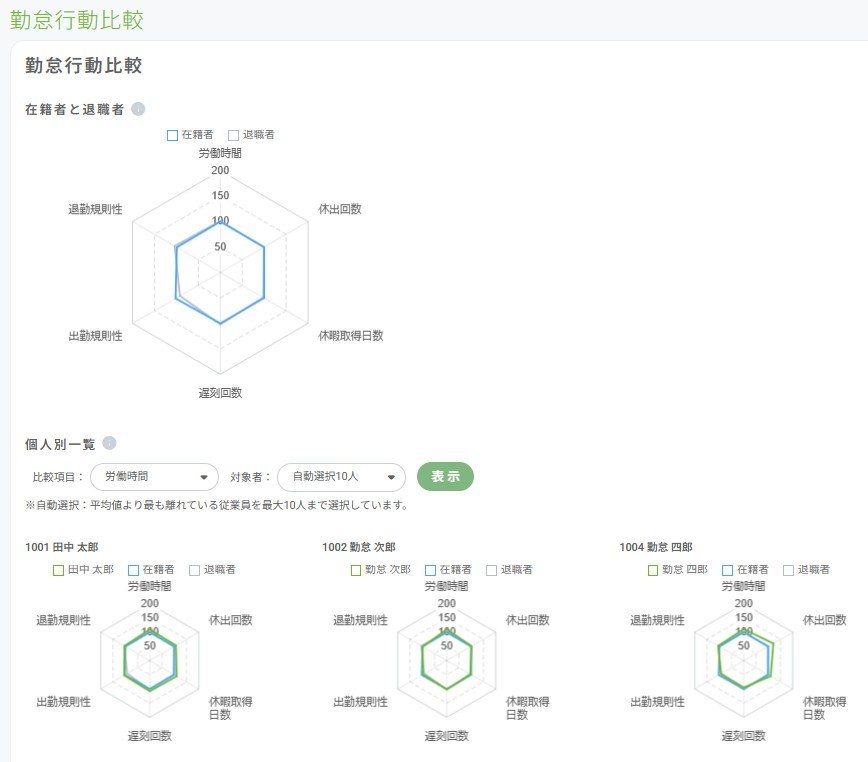 勤怠行動比較
勤怠行動比較
在籍者と退職者 i
在籍者 退職者
労働時間
200
150
100
50
退勤規則性 休出回数
出勤規則性 休暇取得日数
遅刻回数
個人別一覧 i
比較項目： 労働時間 対象者： 自動選択10人 表示
※自動選択：平均値より最も離れている従業員を最大10人まで選択しています。
1001 田中 太郎
田中 太郎 在籍者 退職者
労働時間
200
150
100
50
退勤規則性 休出回数
出勤規則性 休暇取得
日数
遅刻回数
1002 勤怠 次郎
勤怠 次郎 在籍者 退職者
労働時間
200
150
100
50
退勤規則性 休出回数
出勤規則性 休暇取得
日数
遅刻回数
1004 勤怠 四郎
勤怠 四郎 在籍者 退職者
労働時間
200
150
100
50
退勤規則性 休出回数
出勤規則性 休暇取得
日数
遅刻回数